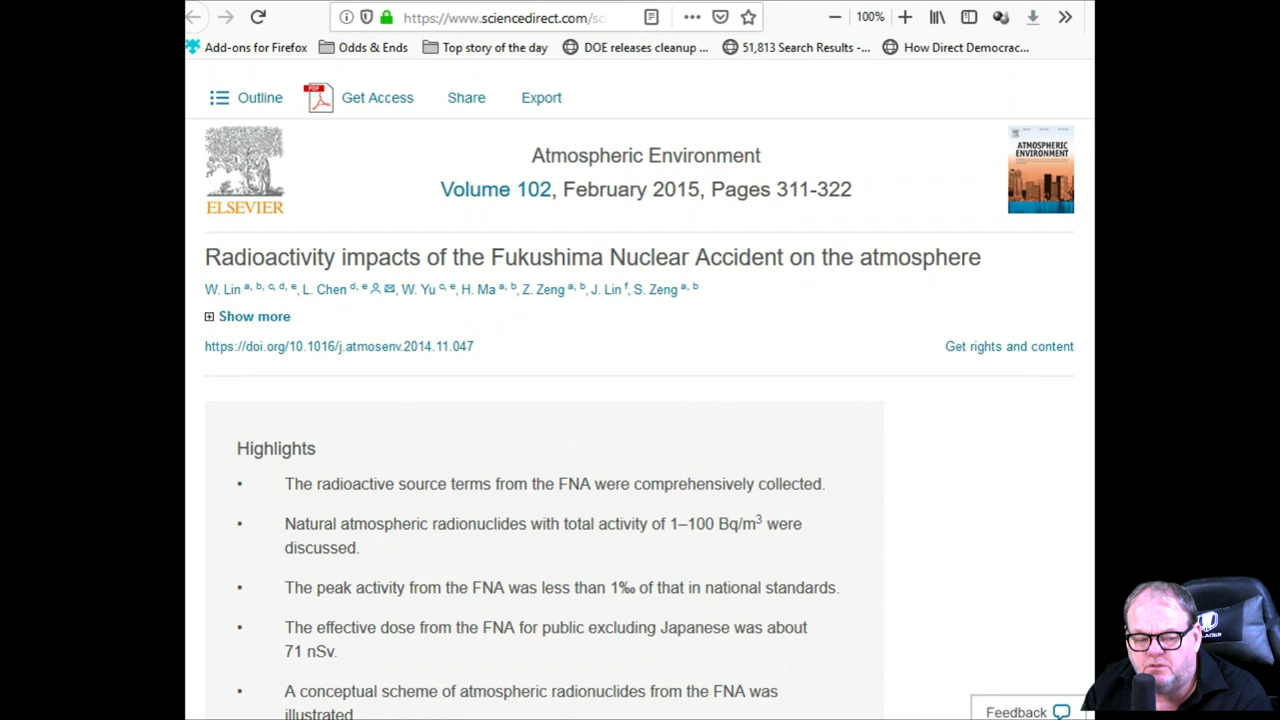 https://www.sciencedirect.com/sc
100%
Add-ons for Firefox
Odds & Ends
Top story of the day
DOE releases cleanup ...
51,813 Search Results -...
How Direct Democrac...
Outline
PDF
Get Access
Share
Export
ELSEVIER
Atmospheric Environment
Volume 102, February 2015, Pages 311-322
ATMOSPHERIC
ENVIRONMENT
Radioactivity impacts of the Fukushima Nuclear Accident on the atmosphere
W. Lin a, b, c, d, e, L. Chen d, e, W. Yu c, e, H. Ma a, b, Z. Zeng a, b, J. Lin f, S. Zeng a, b
Show more
https://doi.org/10.1016/j.atmosenv.2014.11.047
Get rights and content
Highlights
• The radioactive source terms from the FNA were comprehensively collected.
• Natural atmospheric radionuclides with total activity of 1–100 Bq/m³ were
discussed.
• The peak activity from the FNA was less than 1‰ of that in national standards.
• The effective dose from the FNA for public excluding Japanese was about
71 nSv.
• A conceptual scheme of atmospheric radionuclides from the FNA was
illustrated
Feedback